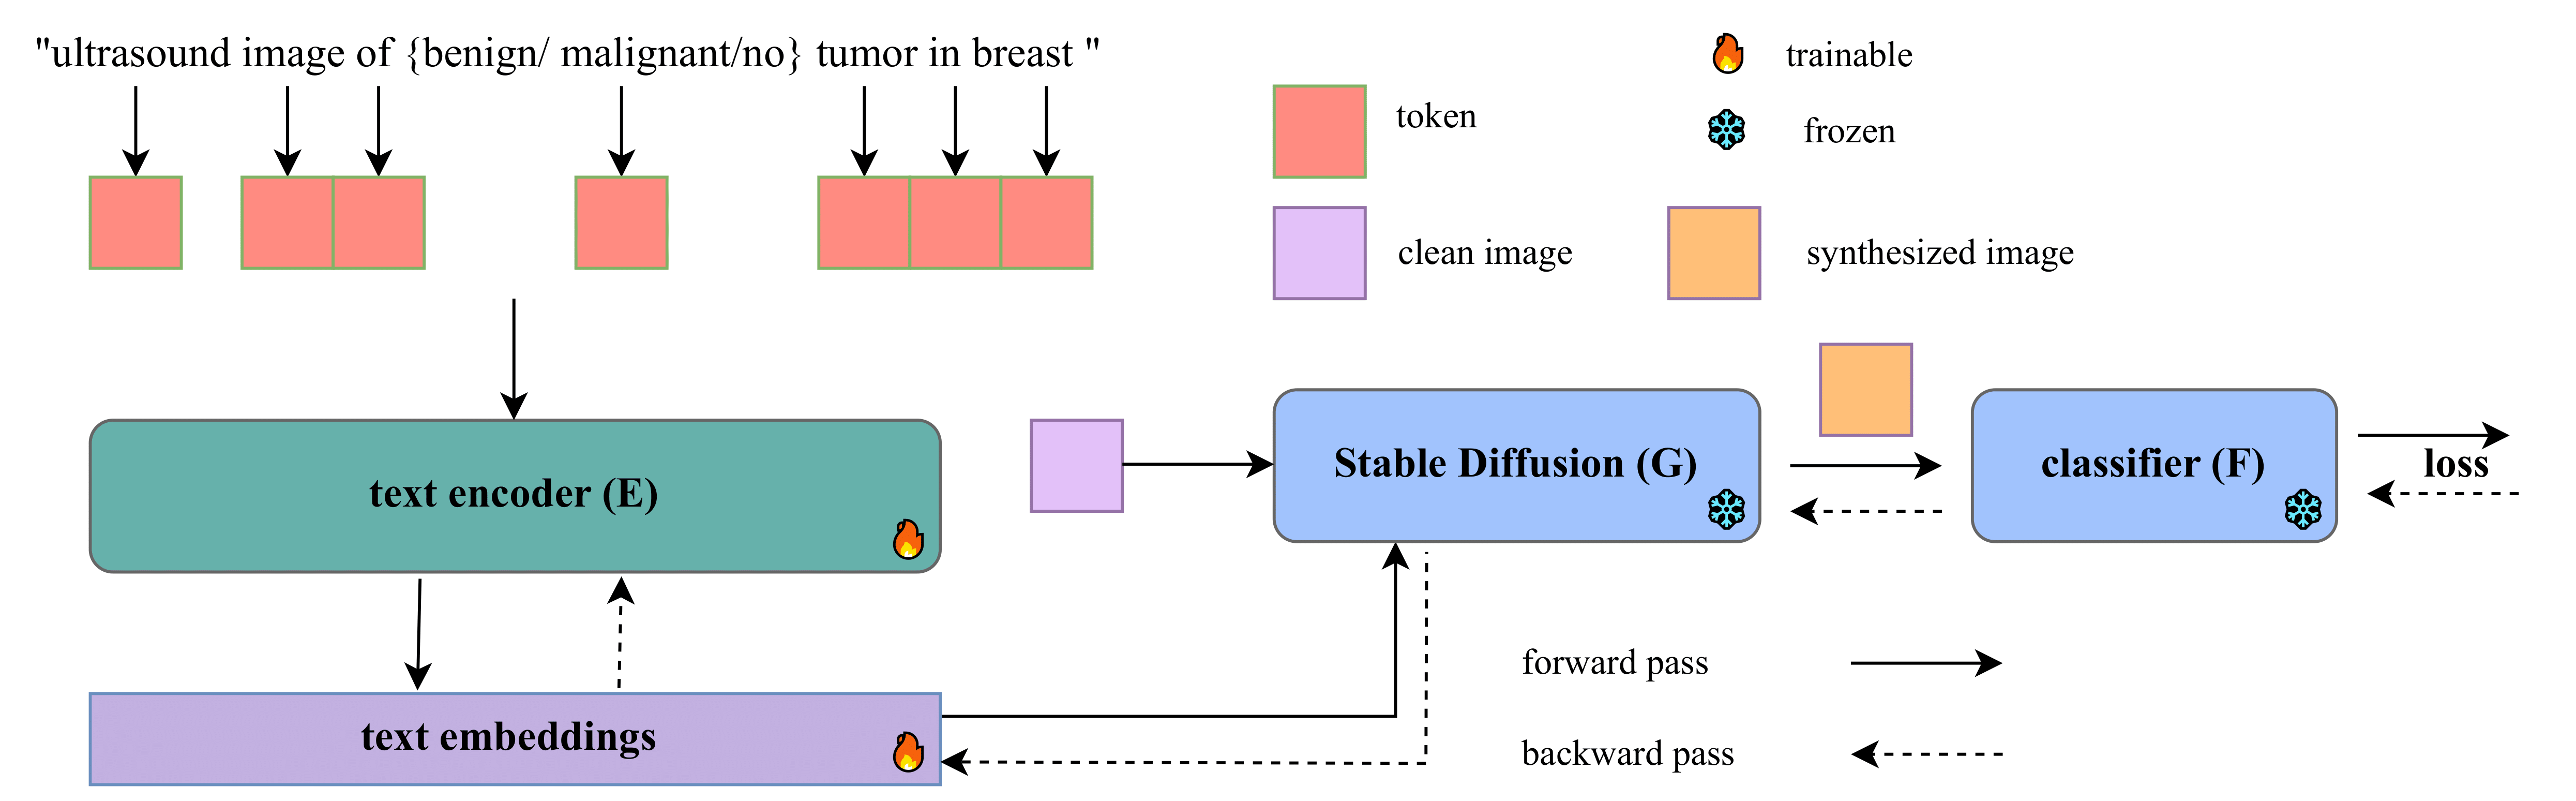 "ultrasound image of {benign/ malignant/no} tumor in breast "
trainable
token
frozen
clean image
synthesized image
text encoder (E)
Stable Diffusion (G)
classifier (F)
loss
text embeddings
forward pass
backward pass